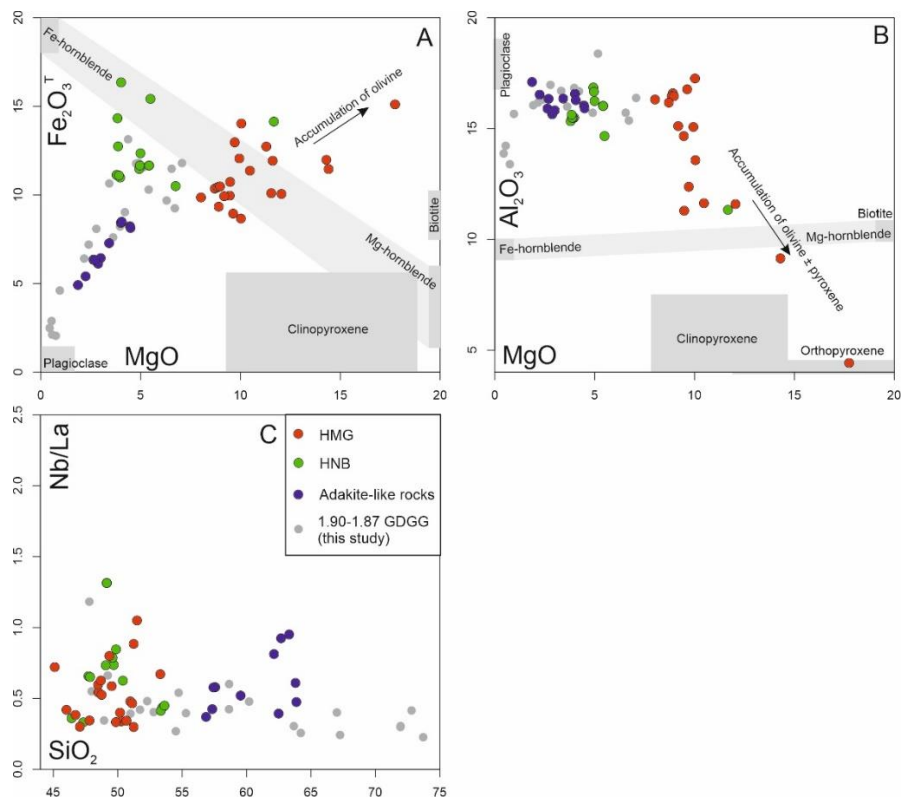 A
Fe-hornblende
Fe₂O₃ᵀ
Accumulation of olivine
Biotite
Mg-hornblende
Clinopyroxene
Plagioclase
MgO
0 5 10 15 20
0 5 10 15 20
B
Plagioclase
Al₂O₃
Accumulation of olivine ± pyroxene
Biotite
Mg-hornblende
Fe-hornblende
Clinopyroxene
Orthopyroxene
MgO
5 10 15 20
0 5 10 15 20
C
Nb/La
HMG
HNB
Adakite-like rocks
1.90-1.87 GDGG
(this study)
SiO₂
0.0 0.5 1.0 1.5 2.0 2.5
45 50 55 60 65 70 75